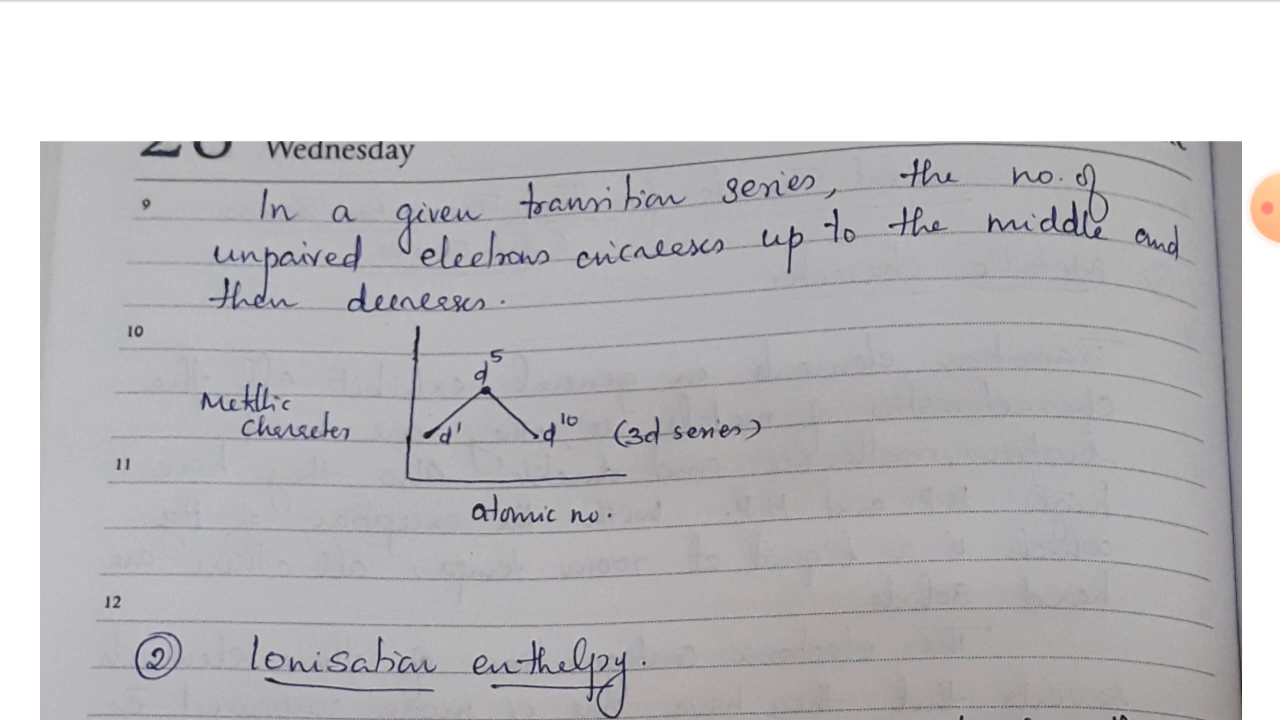 Wednesday
9 In a given transition series, the no. of
unpaired electrons increases up to the middle and
then decreases.
10
d⁵
Metallic
Character
d¹ d¹⁰ (3d series)
11
atomic no.
12
② Ionisation enthalpy.